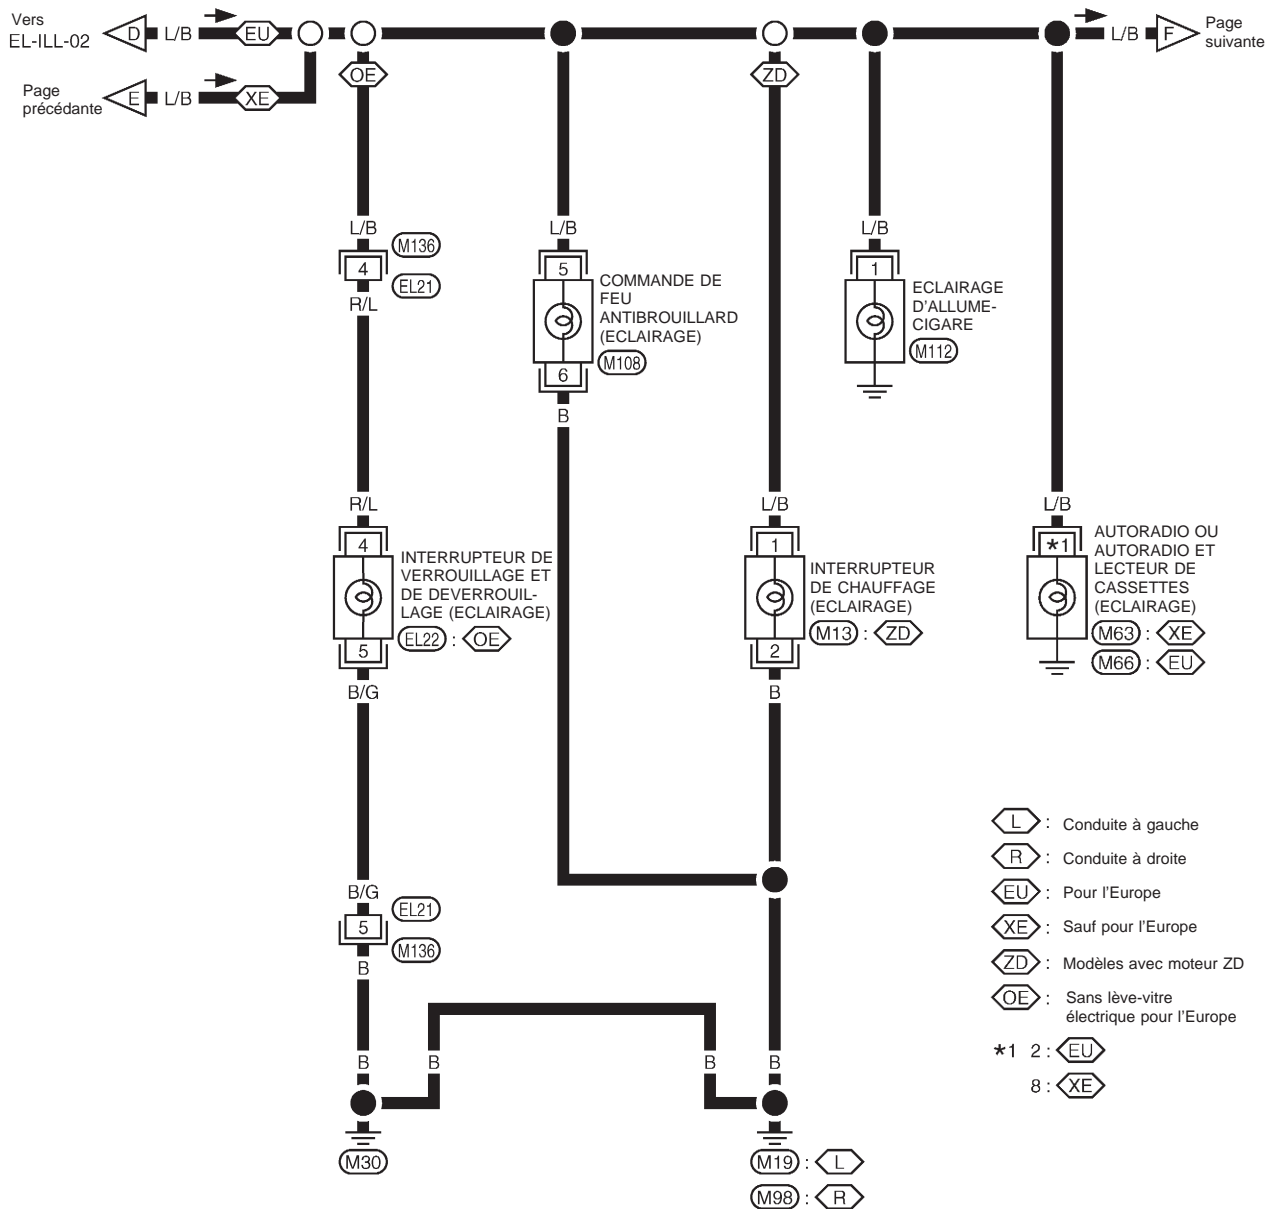 Vers
EL-ILL-02
D L/B EU
L/B F
Page
suivante
Page
précédante
E L/B XE
OE
ZD
L/B
L/B
L/B
M136
4
EL21
R/L
5
COMMANDE DE
FEU
ANTIBROUILLARD
(ECLAIRAGE)
M108
6
B
1
ECLAIRAGE
D'ALLUME-
CIGARE
M112
R/L
L/B
L/B
4
INTERRUPTEUR DE
VERROUILLAGE ET
DE DEVERROUIL-
LAGE (ECLAIRAGE)
EL22 : OE
5
B/G
1
INTERRUPTEUR
DE CHAUFFAGE
(ECLAIRAGE)
M13 : ZD
2
B
*1
AUTORADIO OU
AUTORADIO ET
LECTEUR DE
CASSETTES
(ECLAIRAGE)
M63 : XE
M66 : EU
B/G
EL21
5
M136
B
L : Conduite à gauche
R : Conduite à droite
EU : Pour l'Europe
XE : Sauf pour l'Europe
ZD : Modèles avec moteur ZD
OE : Sans lève-vitre
électrique pour l'Europe
*1 2 : EU
8 : XE
B B B B
M30
M19 : L
M98 : R